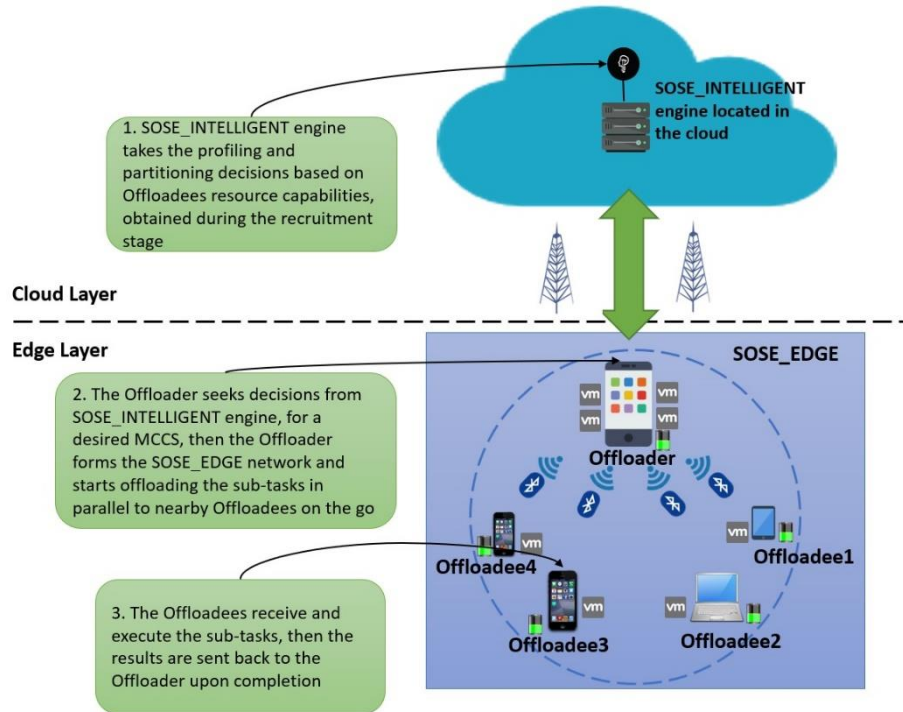 SOSE_INTELLIGENT
engine located in
the cloud
1. SOSE_INTELLIGENT engine
takes the profiling and
partitioning decisions based on
Offloadees resource capabilities,
obtained during the recruitment
stage
Cloud Layer
Edge Layer
SOSE_EDGE
2. The Offloader seeks decisions from
SOSE_INTELLIGENT engine, for a
desired MCCS, then the Offloader
forms the SOSE_EDGE network and
starts offloading the sub-tasks in
parallel to nearby Offloadees on the go
vm
vm
vm
vm
Offloader
vm
Offloadee1
vm
Offloadee4
3. The Offloadees receive and
execute the sub-tasks, then the
results are sent back to the
Offloader upon completion
vm
Offloadee3
vm
Offloadee2